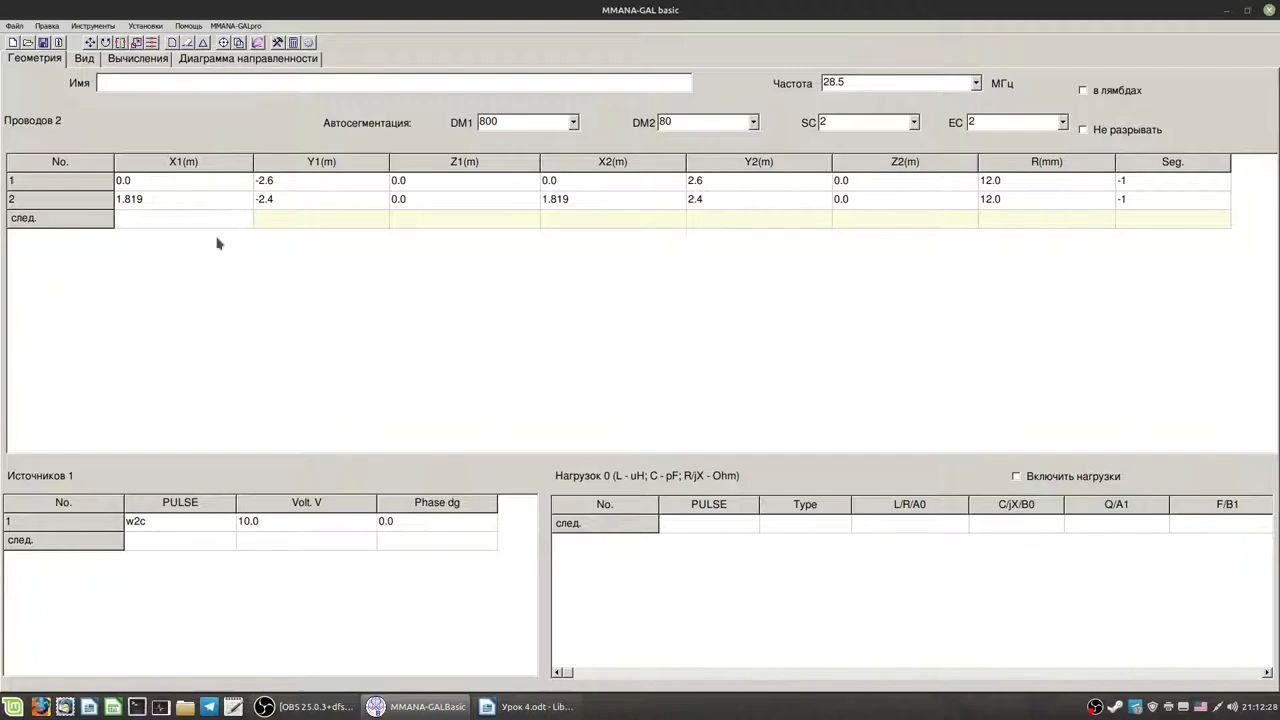 MMANA-GAL basic
Файл Правка Инструменты Установки Помощь MMANA-GALpro
Геометрия Вид Вычисления Диаграмма направленности
Имя Частота 28.5 МГц в лямбдах
Проводов 2 Автосегментация: DM1 800 DM2 80 SC 2 EC 2 Не разрывать
No. X1(m) Y1(m) Z1(m) X2(m) Y2(m) Z2(m) R(mm) Seg.
1 0.0 -2.6 0.0 0.0 2.6 0.0 12.0 -1
2 1.819 -2.4 0.0 1.819 2.4 0.0 12.0 -1
след.
Источников 1
No. PULSE Volt. V Phase dg
1 w2c 10.0 0.0
след.
Нагрузок 0 (L - uH; C - pF; R/jX - Ohm) Включить нагрузки
No. PULSE Type L/R/A0 C/jX/B0 Q/A1 F/B1
след.
[OBS 25.0.3+dfs... MMANA-GALBasic Урок 4.odt - Lib... 21:12:28